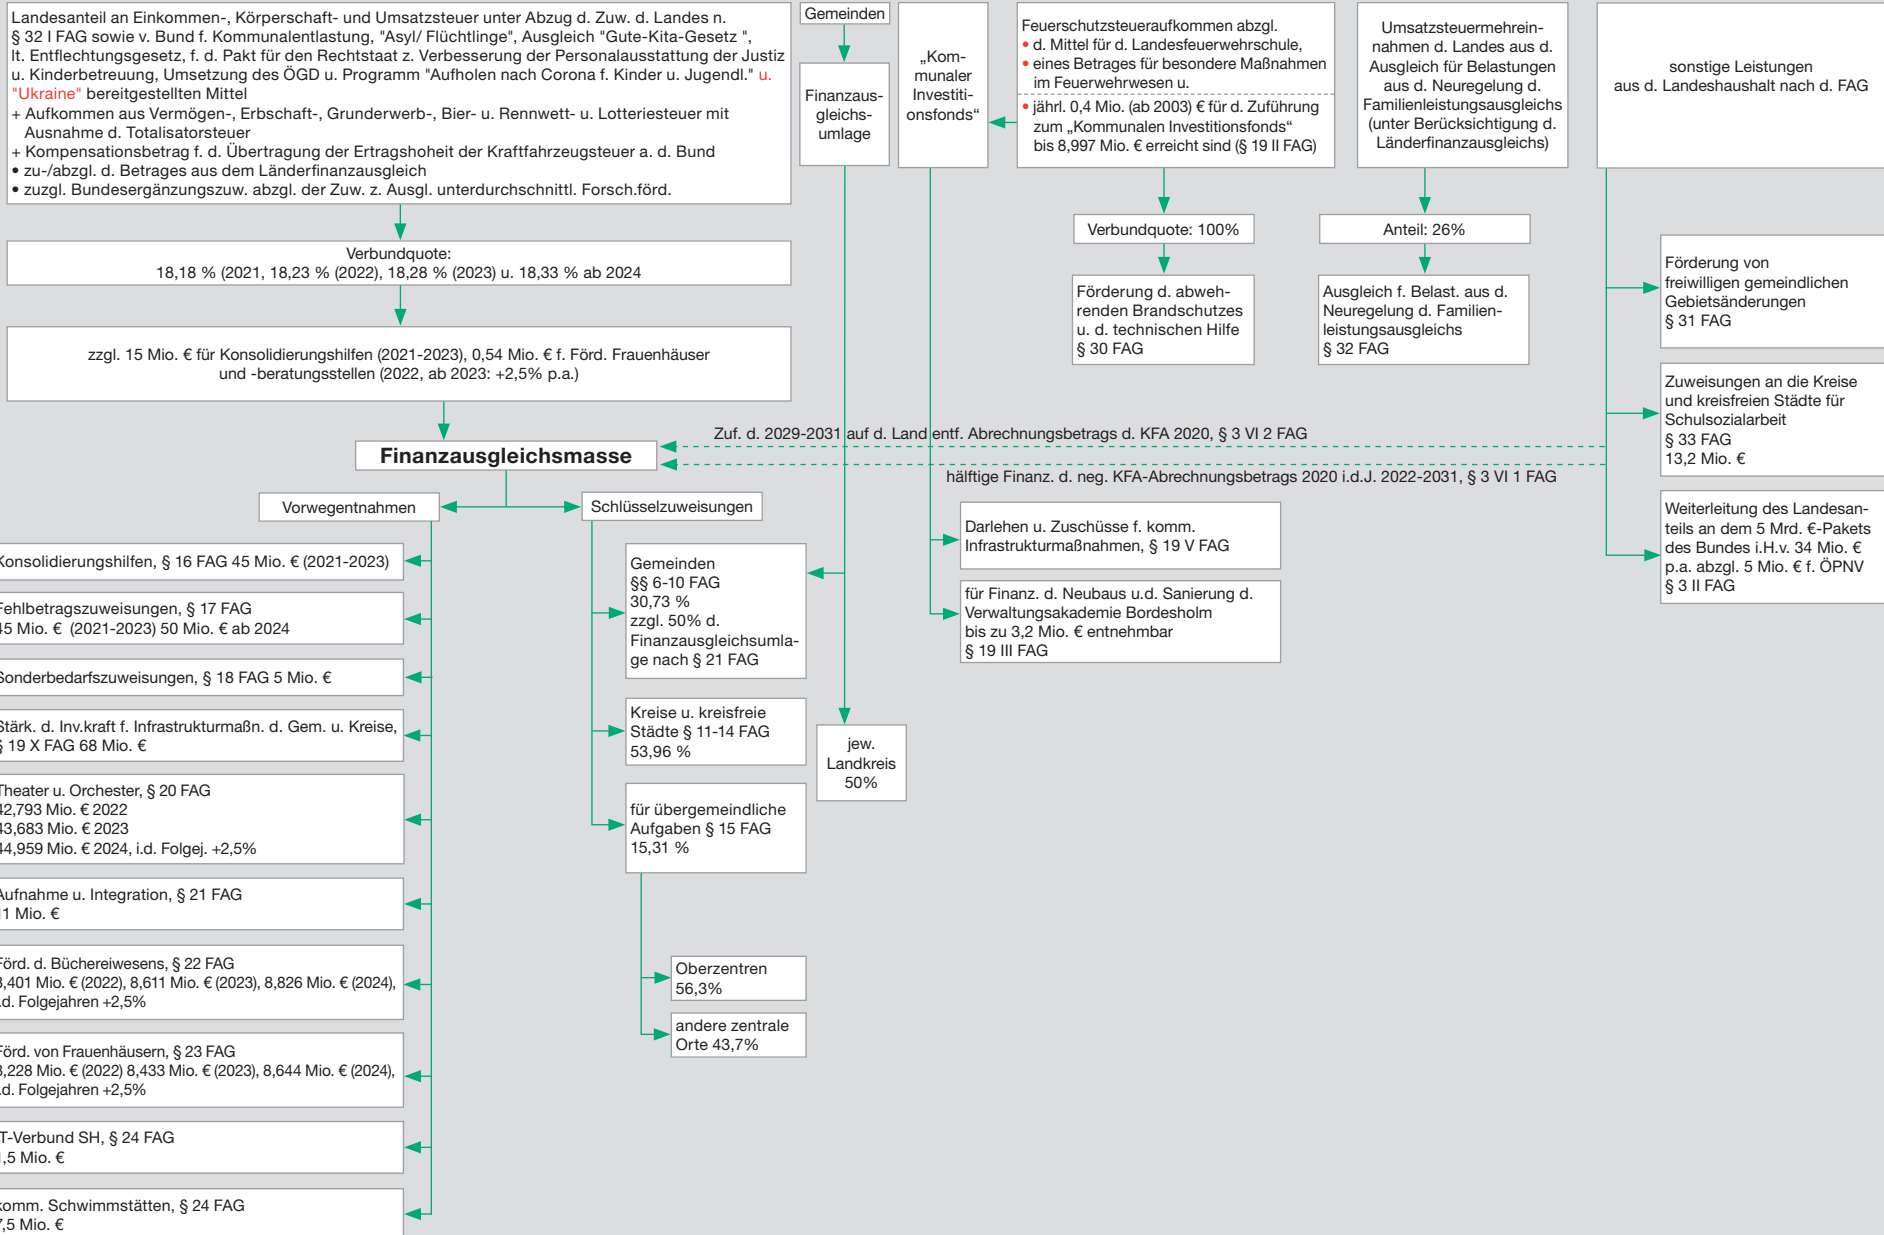 Landesanteil an Einkommen-, Körperschaft- und Umsatzsteuer unter Abzug d. Zuw. d. Landes n.
§ 32 I FAG sowie v. Bund f. Kommunalentlastung, "Asyl/ Flüchtlinge", Ausgleich "Gute-Kita-Gesetz ",
lt. Entflechtungsgesetz, f. d. Pakt für den Rechtstaat z. Verbesserung der Personalausstattung der Justiz
u. Kinderbetreuung, Umsetzung des ÖGD u. Programm "Aufholen nach Corona f. Kinder u. Jugendl." u.
"Ukraine" bereitgestellten Mittel
+ Aufkommen aus Vermögen-, Erbschaft-, Grunderwerb-, Bier- u. Rennwett- u. Lotteriesteuer mit
Ausnahme d. Totalisatorsteuer
+ Kompensationsbetrag f. d. Übertragung der Ertragshoheit der Kraftfahrzeugsteuer a. d. Bund
• zu-/abzgl. d. Betrages aus dem Länderfinanzausgleich
• zuzgl. Bundesergänzungszuw. abzgl. der Zuw. z. Ausgl. unterdurchschnittl. Forsch.förd.
Verbundquote:
18,18 % (2021, 18,23 % (2022), 18,28 % (2023) u. 18,33 % ab 2024
zzgl. 15 Mio. € für Konsolidierungshilfen (2021-2023), 0,54 Mio. € f. Förd. Frauenhäuser
und -beratungsstellen (2022, ab 2023: +2,5% p.a.)
Gemeinden
Finanzaus-
gleichs-
umlage
„Kom-
munaler
Investiti-
onsfonds“
Feuerschutzsteueraufkommen abzgl.
• d. Mittel für d. Landesfeuerwehrschule,
• eines Betrages für besondere Maßnahmen
im Feuerwehrwesen u.
• jährl. 0,4 Mio. (ab 2003) € für d. Zuführung
zum „Kommunalen Investitionsfonds“
bis 8,997 Mio. € erreicht sind (§ 19 II FAG)
Verbundquote: 100%
Förderung d. abweh-
renden Brandschutzes
u. d. technischen Hilfe
§ 30 FAG
Umsatzsteuermehrein-
nahmen d. Landes aus d.
Ausgleich für Belastungen
aus d. Neuregelung d.
Familienleistungsausgleichs
(unter Berücksichtigung d.
Länderfinanzausgleichs)
Anteil: 26%
Ausgleich f. Belast. aus d.
Neuregelung d. Familien-
leistungsausgleichs
§ 32 FAG
sonstige Leistungen
aus d. Landeshaushalt nach d. FAG
Förderung von
freiwilligen gemeindlichen
Gebietsänderungen
§ 31 FAG
Zuweisungen an die Kreise
und kreisfreien Städte für
Schulsozialarbeit
§ 33 FAG
13,2 Mio. €
Weiterleitung des Landesan-
teils an dem 5 Mrd. €-Pakets
des Bundes i.H.v. 34 Mio. €
p.a. abzgl. 5 Mio. € f. ÖPNV
§ 3 II FAG
Zuf. d. 2029-2031 auf d. Land entf. Abrechnungsbetrags d. KFA 2020, § 3 VI 2 FAG
Finanzausgleichsmasse
hälftige Finanz. d. neg. KFA-Abrechnungsbetrags 2020 i.d.J. 2022-2031, § 3 VI 1 FAG
Vorwegentnahmen
Schlüsselzuweisungen
Konsolidierungshilfen, § 16 FAG 45 Mio. € (2021-2023)
Fehlbetragszuweisungen, § 17 FAG
45 Mio. € (2021-2023) 50 Mio. € ab 2024
Sonderbedarfszuweisungen, § 18 FAG 5 Mio. €
Stärk. d. Inv.kraft f. Infrastrukturmaßn. d. Gem. u. Kreise,
§ 19 X FAG 68 Mio. €
Theater u. Orchester, § 20 FAG
42,793 Mio. € 2022
43,683 Mio. € 2023
44,959 Mio. € 2024, i.d. Folgej. +2,5%
Aufnahme u. Integration, § 21 FAG
11 Mio. €
Förd. d. Büchereiwesens, § 22 FAG
8,401 Mio. € (2022), 8,611 Mio. € (2023), 8,826 Mio. € (2024),
i.d. Folgejahren +2,5%
Förd. von Frauenhäusern, § 23 FAG
8,228 Mio. € (2022) 8,433 Mio. € (2023), 8,644 Mio. € (2024),
i.d. Folgejahren +2,5%
IT-Verbund SH, § 24 FAG
1,5 Mio. €
komm. Schwimmstätten, § 24 FAG
7,5 Mio. €
Gemeinden
§§ 6-10 FAG
30,73 %
zzgl. 50% d.
Finanzausgleichsumla-
ge nach § 21 FAG
Kreise u. kreisfreie
Städte § 11-14 FAG
53,96 %
für übergemeindliche
Aufgaben § 15 FAG
15,31 %
Oberzentren
56,3%
andere zentrale
Orte 43,7%
jew.
Landkreis
50%
Darlehen u. Zuschüsse f. komm.
Infrastrukturmaßnahmen, § 19 V FAG
für Finanz. d. Neubaus u.d. Sanierung d.
Verwaltungsakademie Bordesholm
bis zu 3,2 Mio. € entnehmbar
§ 19 III FAG